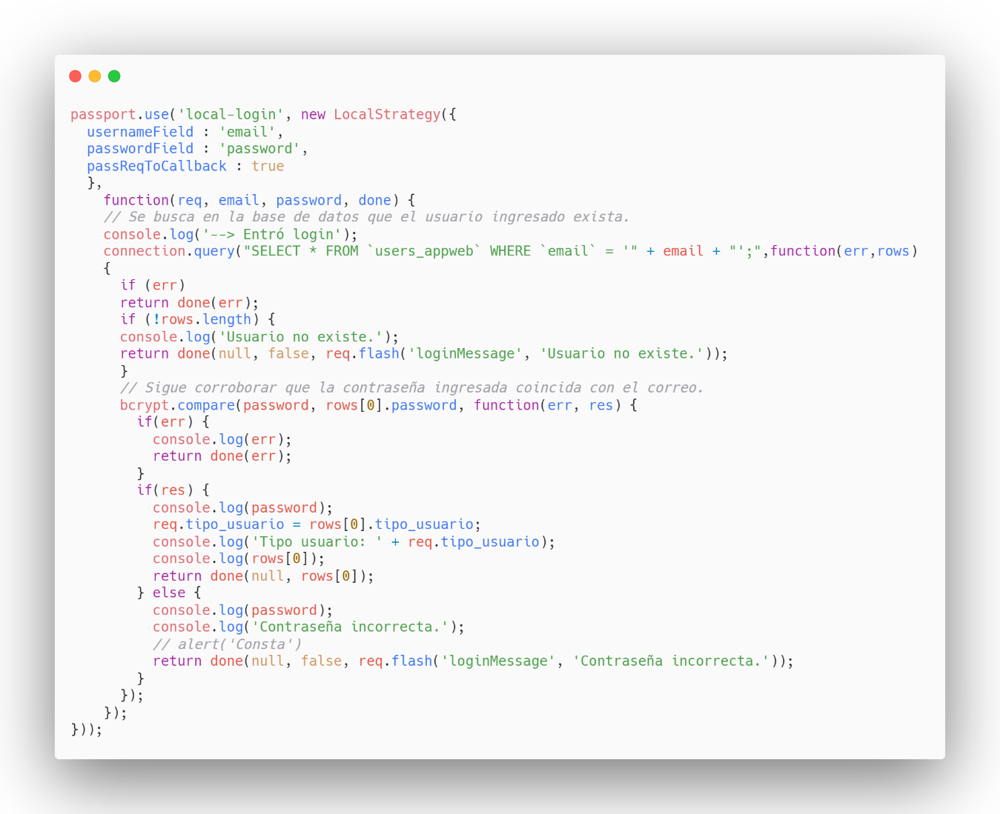 passport.use('local-login', new LocalStrategy({
  usernameField : 'email',
  passwordField : 'password',
  passReqToCallback : true
  },
    function(req, email, password, done) {
    // Se busca en la base de datos que el usuario ingresado exista.
    console.log('--> Entró login');
    connection.query("SELECT * FROM `users_appweb` WHERE `email` = '" + email + "';",function(err,rows)
    {
      if (err)
      return done(err);
      if (!rows.length) {
      console.log('Usuario no existe.');
      return done(null, false, req.flash('loginMessage', 'Usuario no existe.'));
      }
      // Sigue corroborar que la contraseña ingresada coincida con el correo.
      bcrypt.compare(password, rows[0].password, function(err, res) {
        if(err) {
          console.log(err);
          return done(err);
        }
        if(res) {
          console.log(password);
          req.tipo_usuario = rows[0].tipo_usuario;
          console.log('Tipo usuario: ' + req.tipo_usuario);
          console.log(rows[0]);
          return done(null, rows[0]);
        } else {
          console.log(password);
          console.log('Contraseña incorrecta.');
          // alert('Consta')
          return done(null, false, req.flash('loginMessage', 'Contraseña incorrecta.'));
        }
      });
    });
}));